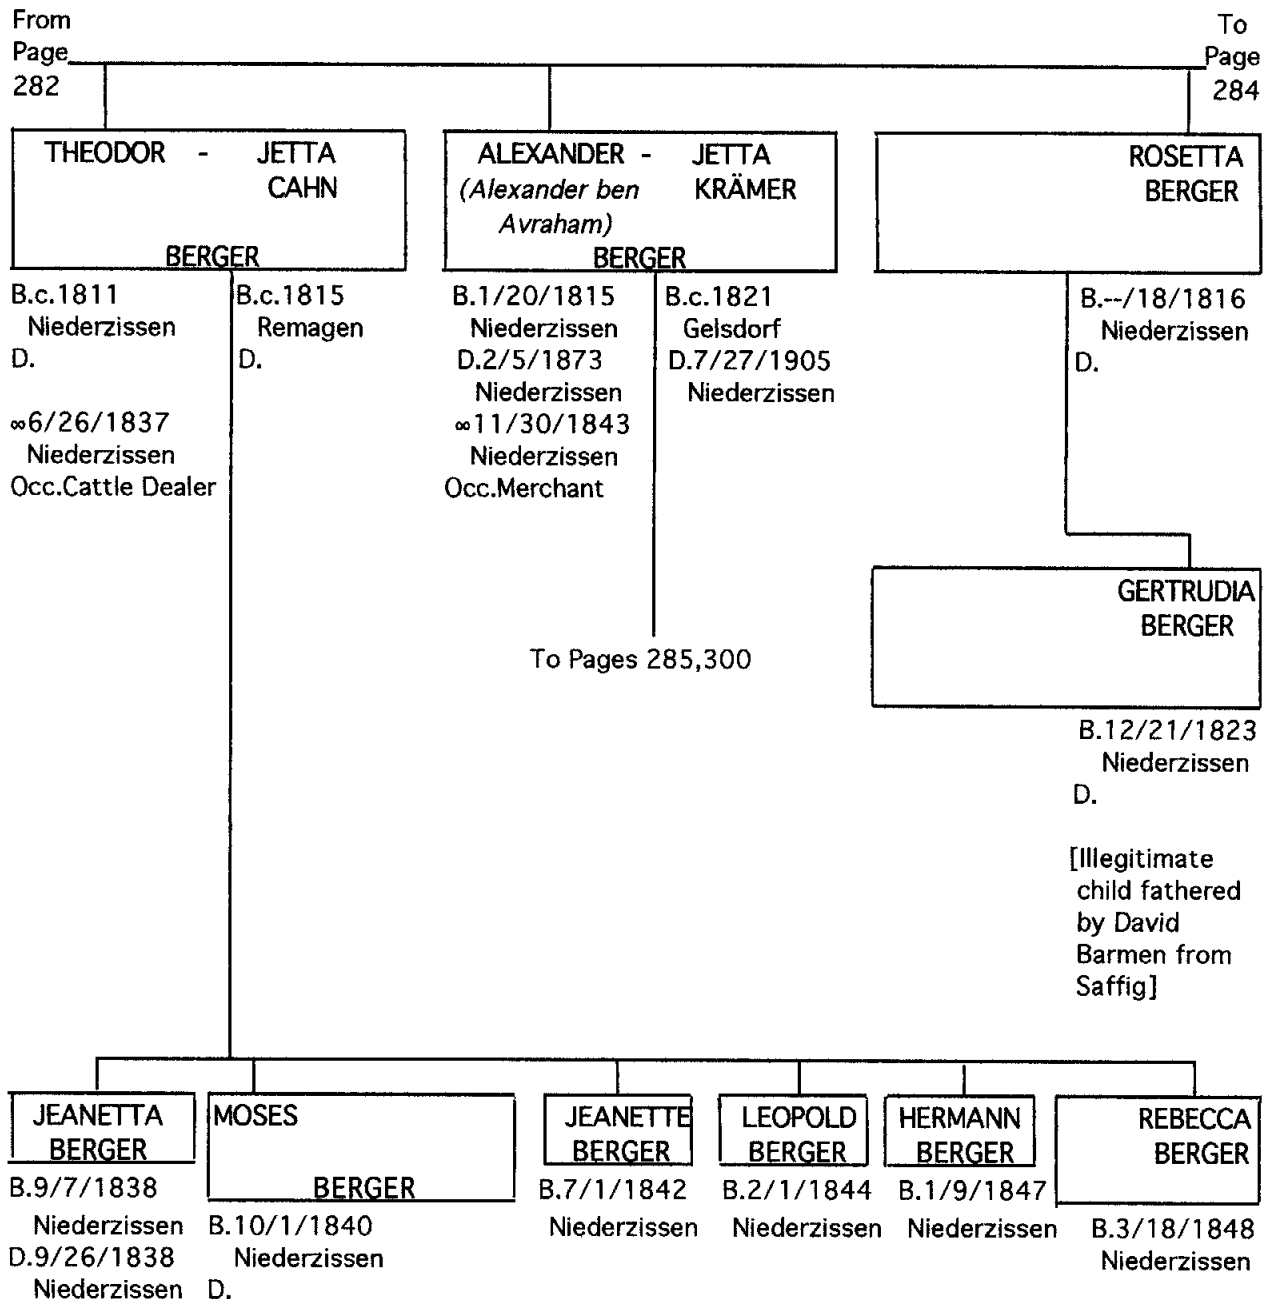 From
Page
282
To
Page
284
THEODOR - JETTA
CAHN
BERGER
B.c.1811
Niederzissen
D.
∞6/26/1837
Niederzissen
Occ.Cattle Dealer
B.c.1815
Remagen
D.
ALEXANDER - JETTA
(Alexander ben KRÄMER
Avraham)
BERGER
B.1/20/1815
Niederzissen
D.2/5/1873
Niederzissen
∞11/30/1843
Niederzissen
Occ.Merchant
B.c.1821
Gelsdorf
D.7/27/1905
Niederzissen
To Pages 285,300
ROSETTA
BERGER
B.--/18/1816
Niederzissen
D.
GERTRUDIA
BERGER
B.12/21/1823
Niederzissen
D.
[Illegitimate
child fathered
by David
Barmen from
Saffig]
JEANETTA
BERGER
B.9/7/1838
Niederzissen
D.9/26/1838
Niederzissen
MOSES
BERGER
B.10/1/1840
Niederzissen
D.
JEANETTE
BERGER
B.7/1/1842
Niederzissen
LEOPOLD
BERGER
B.2/1/1844
Niederzissen
HERMANN
BERGER
B.1/9/1847
Niederzissen
REBECCA
BERGER
B.3/18/1848
Niederzissen